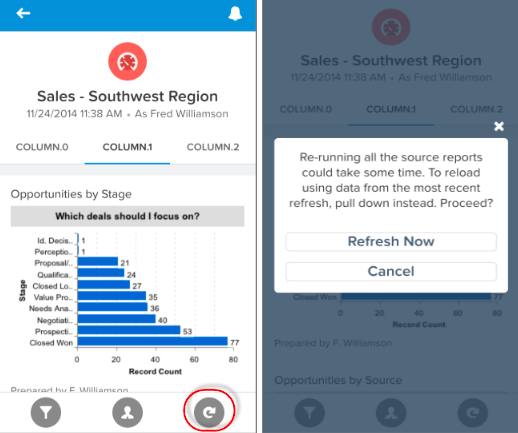 Sales - Southwest Region
11/24/2014 11:38 AM • As Fred Williamson
COLUMN.0 COLUMN.1 COLUMN.2
Opportunities by Stage
Which deals should I focus on?
Stage
Id. Decis.. 1
Perceptio.. 1
Proposal/.. 21
Qualifica.. 24
Closed Lo.. 27
Value Pro.. 35
Needs Ana.. 36
Negotiati.. 40
Prospecti.. 53
Closed Won 77
0 20 40 60 80
Record Count
Prepared by F. Williamson
Sales - Southwest Region
11/24/2014 11:38 AM • As Fred Williamson
COLUMN.0 COLUMN.1 COLUMN.2
Re-running all the source reports
could take some time. To reload
using data from the most recent
refresh, pull down instead. Proceed?
Refresh Now
Cancel
Closed Won 77
0 20 40 60 80
Record Count
Prepared by F. Williamson
Opportunities by Source